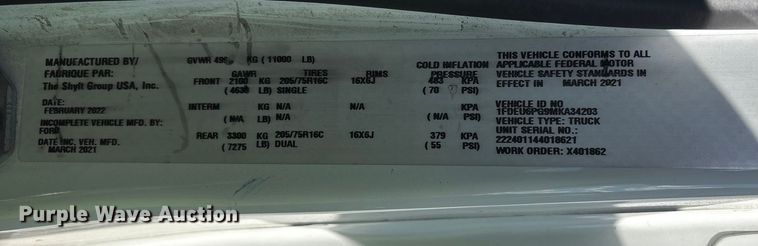 MANUFACTURED BY/
FABRIQUE PAR:
The Shyft Group USA, Inc.
DATE:
FEBRUARY 2022
INCOMPLETE VEHICLE MFD. BY:
FORD
DATE INC. VEH. MFD.
MARCH 2021
GVWR KG ( 11000 LB)
GAWR TIRES RIMS COLD INFLATION PRESSURE
FRONT 2100 KG 205/75R16C 16X6J 483 KPA
( 4630 LB) SINGLE ( 70 PSI)
INTERM KG N/A N/A KPA
( N/A LB) N/A ( N/A PSI)
REAR 3300 KG 205/75R16C 16X6J 379 KPA
( 7275 LB) DUAL ( 55 PSI)
THIS VEHICLE CONFORMS TO ALL
APPLICABLE FEDERAL MOTOR
VEHICLE SAFETY STANDARDS IN
EFFECT IN MARCH 2021
VEHICLE ID NO
1FDEU6PG9MKA34203
VEHICLE TYPE: TRUCK
UNIT SERIAL NUMBER:
222401144018621
WORK ORDER: X401862
Purple Wave Auction